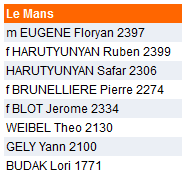 Le Mans
m EUGENE Floryan 2397
f HARUTYUNYAN Ruben 2399
HARUTYUNYAN Safar 2306
f BRUNELLIERE Pierre 2274
f BLOT Jerome 2334
WEIBEL Theo 2130
GELY Yann 2100
BUDAK Lori 1771